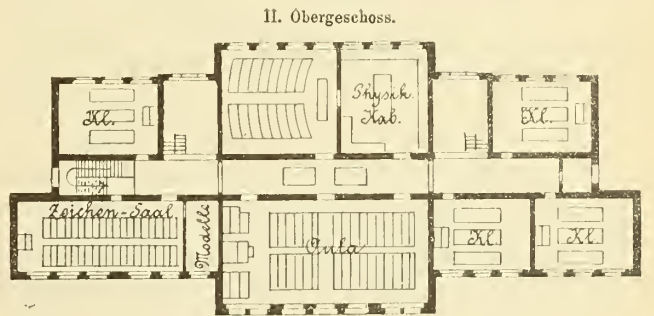 II. Obergeschoss.
Kl.
Physik.
Kab.
Kl.
Zeichen-Saal
Modelle
Aula
Kl.
Kl.